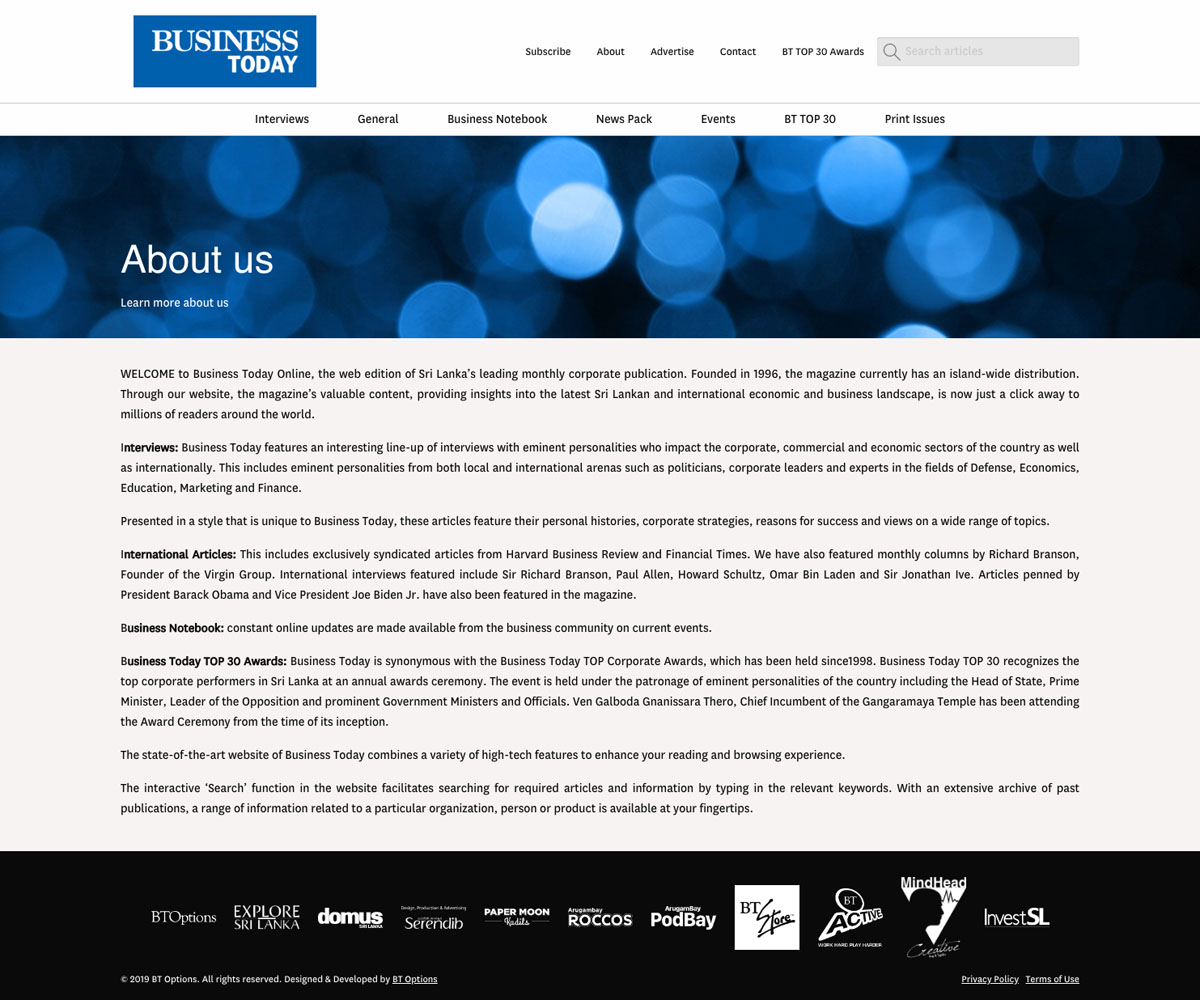 BUSINESS
TODAY
Subscribe About Advertise Contact BT TOP 30 Awards Search articles
Interviews General Business Notebook News Pack Events BT TOP 30 Print Issues
About us
Learn more about us
WELCOME to Business Today Online, the web edition of Sri Lanka’s leading monthly corporate publication. Founded in 1996, the magazine currently has an island-wide distribution.
Through our website, the magazine’s valuable content, providing insights into the latest Sri Lankan and international economic and business landscape, is now just a click away to
millions of readers around the world.
Interviews: Business Today features an interesting line-up of interviews with eminent personalities who impact the corporate, commercial and economic sectors of the country as well
as internationally. This includes eminent personalities from both local and international arenas such as politicians, corporate leaders and experts in the fields of Defense, Economics,
Education, Marketing and Finance.
Presented in a style that is unique to Business Today, these articles feature their personal histories, corporate strategies, reasons for success and views on a wide range of topics.
International Articles: This includes exclusively syndicated articles from Harvard Business Review and Financial Times. We have also featured monthly columns by Richard Branson,
Founder of the Virgin Group. International interviews featured include Sir Richard Branson, Paul Allen, Howard Schultz, Omar Bin Laden and Sir Jonathan Ive. Articles penned by
President Barack Obama and Vice President Joe Biden Jr. have also been featured in the magazine.
Business Notebook: constant online updates are made available from the business community on current events.
Business Today TOP 30 Awards: Business Today is synonymous with the Business Today TOP Corporate Awards, which has been held since1998. Business Today TOP 30 recognizes the
top corporate performers in Sri Lanka at an annual awards ceremony. The event is held under the patronage of eminent personalities of the country including the Head of State, Prime
Minister, Leader of the Opposition and prominent Government Ministers and Officials. Ven Galboda Gnanissara Thero, Chief Incumbent of the Gangaramaya Temple has been attending
the Award Ceremony from the time of its inception.
The state-of-the-art website of Business Today combines a variety of high-tech features to enhance your reading and browsing experience.
The interactive ‘Search’ function in the website facilitates searching for required articles and information by typing in the relevant keywords. With an extensive archive of past
publications, a range of information related to a particular organization, person or product is available at your fingertips.
BTOptions
EXPLORE
SRI LANKA
domus
SRI LANKA
Design, Production & Advertising
Serendib
PAPER MOON
Kudils
Arugambay
ROCCOS
ArugamBay
PodBay
BT
Store
BT
ACTIVE
WORK HARD PLAY HARDER
MindHead
Creative
InvestSL
© 2019 BT Options. All rights reserved. Designed & Developed by BT Options
Privacy Policy Terms of Use